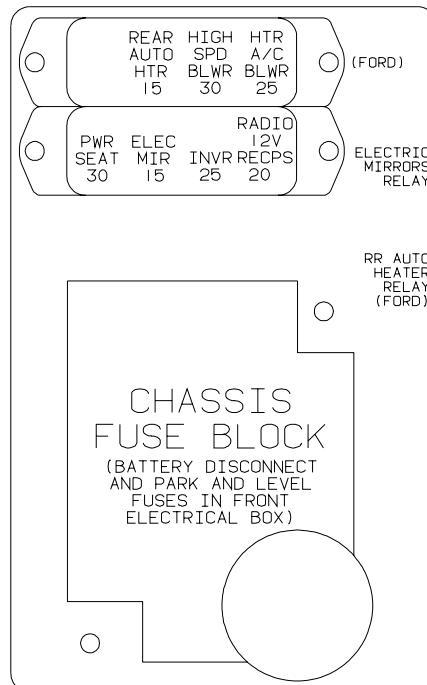 REAR HIGH HTR
AUTO SPD A/C
HTR BLWR BLWR
15 30 25
(FORD)
RADIO
12V
PWR ELEC
SEAT MIR INVR RECPS
30 15 25 20
ELECTRIC
MIRRORS
RELAY
RR AUTO
HEATER
RELAY
(FORD)
CHASSIS
FUSE BLOCK
(BATTERY DISCONNECT
AND PARK AND LEVEL
FUSES IN FRONT
ELECTRICAL BOX)